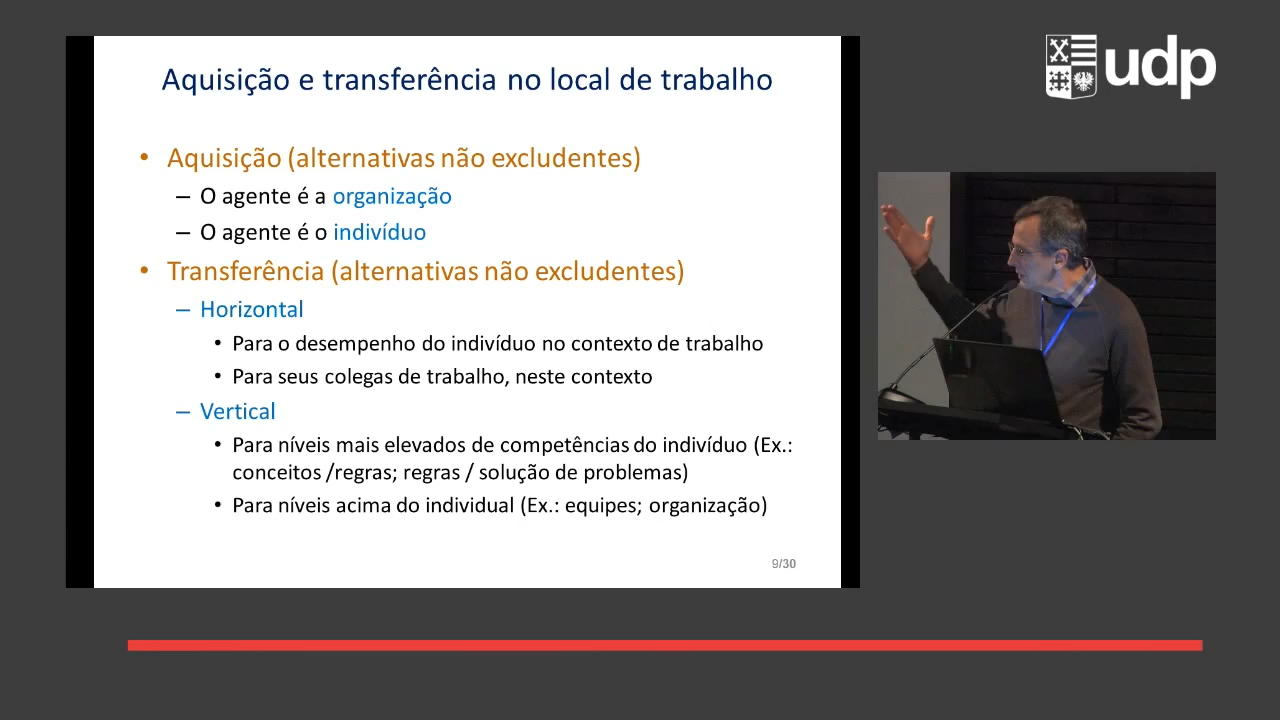 Aquisição e transferência no local de trabalho
• Aquisição (alternativas não excludentes)
– O agente é a organização
– O agente é o indivíduo
• Transferência (alternativas não excludentes)
– Horizontal
• Para o desempenho do indivíduo no contexto de trabalho
• Para seus colegas de trabalho, neste contexto
– Vertical
• Para níveis mais elevados de competências do indivíduo (Ex.:
conceitos /regras; regras / solução de problemas)
• Para níveis acima do individual (Ex.: equipes; organização)
9/30
udp